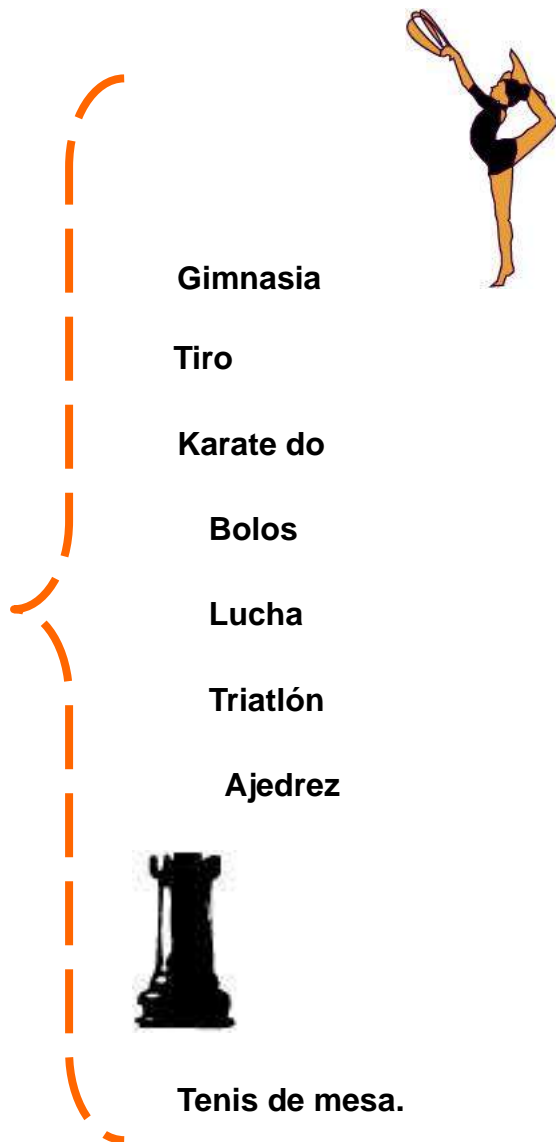 Gimnasia
Tiro
Karate do
Bolos
Lucha
Triatlón
Ajedrez
Tenis de mesa.